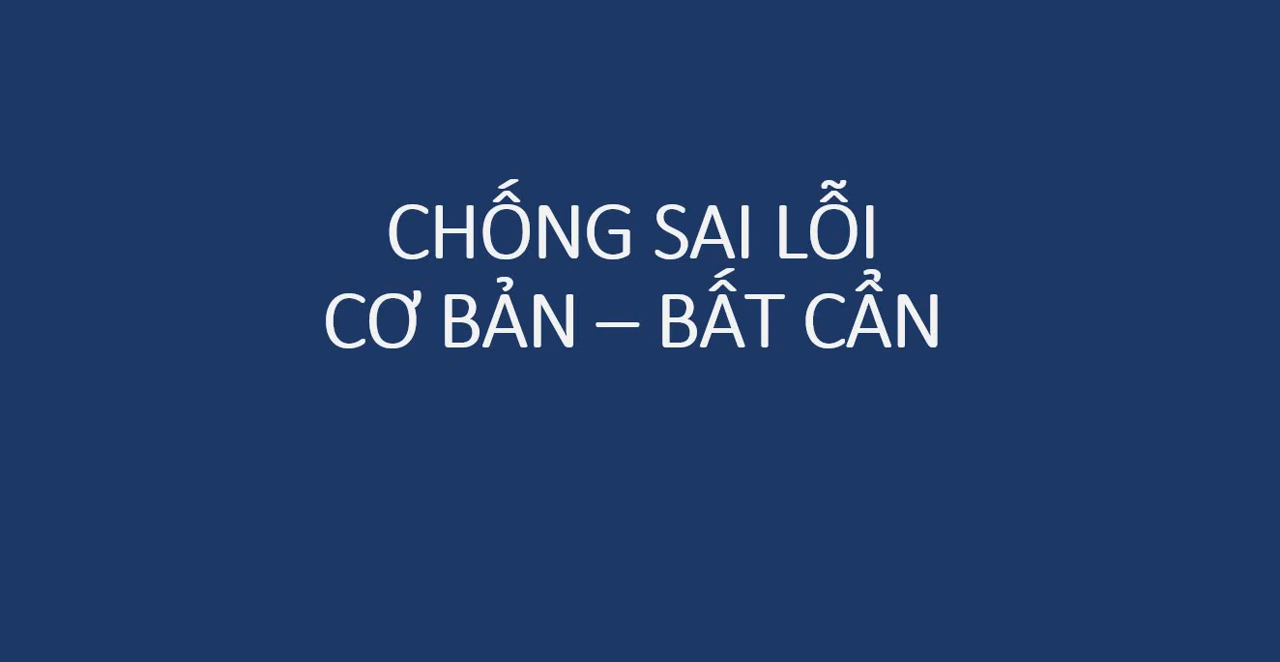 CHỐNG SAI LỖI
CƠ BẢN – BẤT CẨN